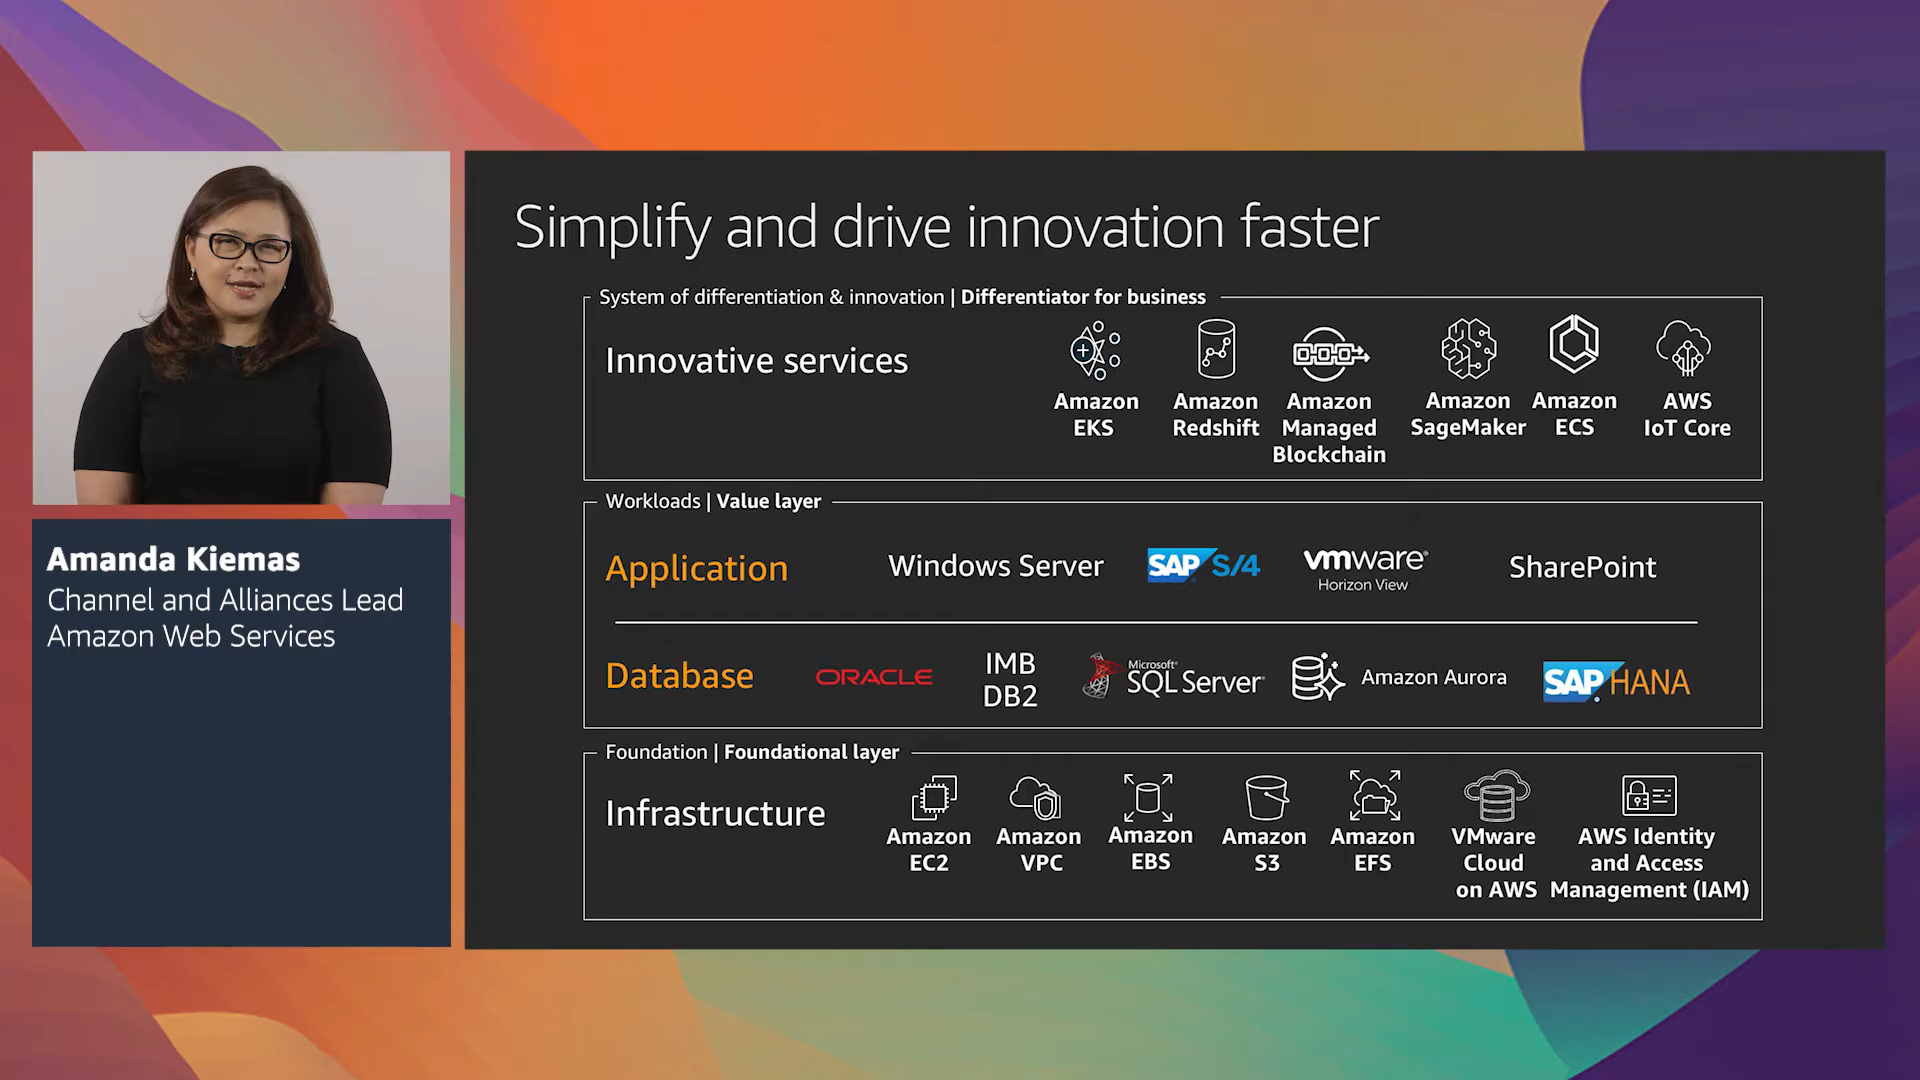 Amanda Kiemas
Channel and Alliances Lead
Amazon Web Services
Simplify and drive innovation faster
System of differentiation & innovation | Differentiator for business
Innovative services
Amazon
EKS
Amazon
Redshift
Amazon
Managed
Blockchain
Amazon
SageMaker
Amazon
ECS
AWS
IoT Core
Workloads | Value layer
Application
Windows Server
SAP S/4
vmware®
Horizon View
SharePoint
Database
ORACLE
IMB
DB2
Microsoft®
SQL Server®
Amazon Aurora
SAP HANA
Foundation | Foundational layer
Infrastructure
Amazon
EC2
Amazon
VPC
Amazon
EBS
Amazon
S3
Amazon
EFS
VMware
Cloud
on AWS
AWS Identity
and Access
Management (IAM)